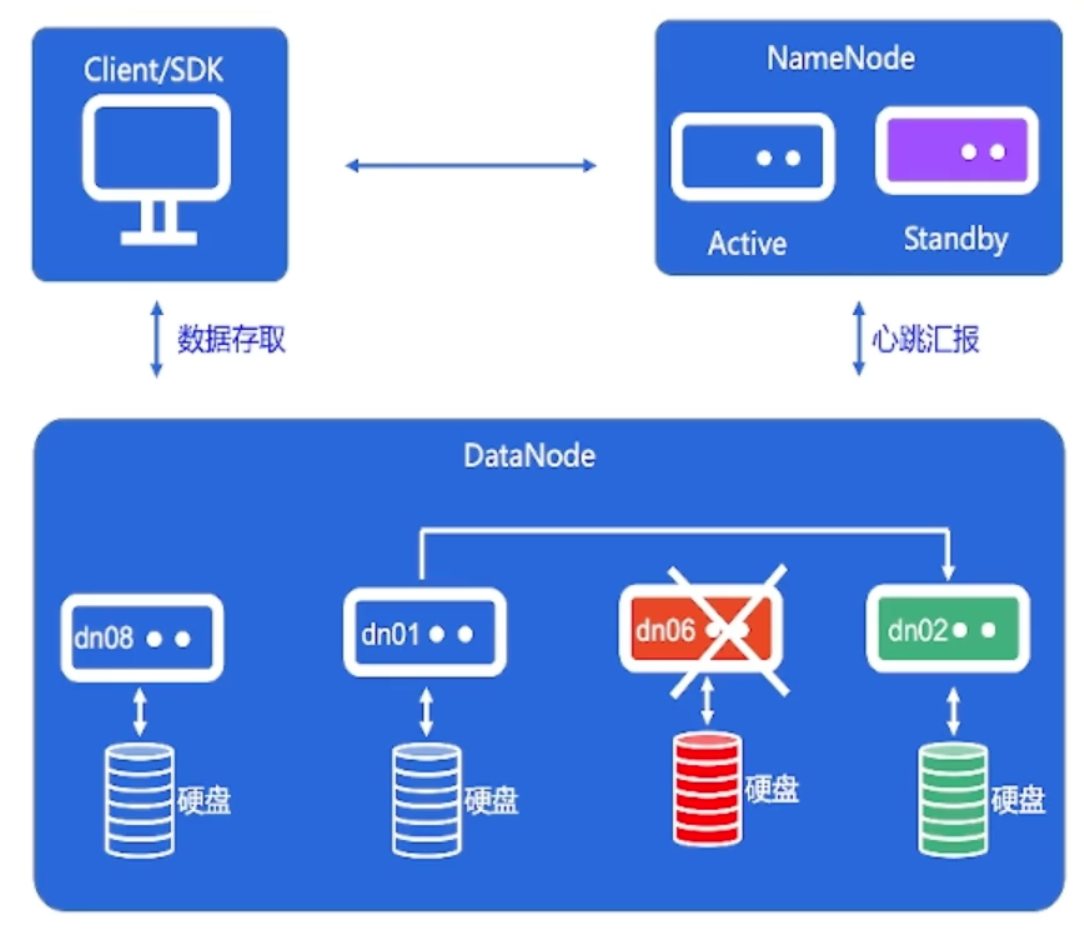 Client/SDK
NameNode
Active
Standby
数据存取
心跳汇报
DataNode
dn08
dn01
dn06
dn02
硬盘
硬盘
硬盘
硬盘